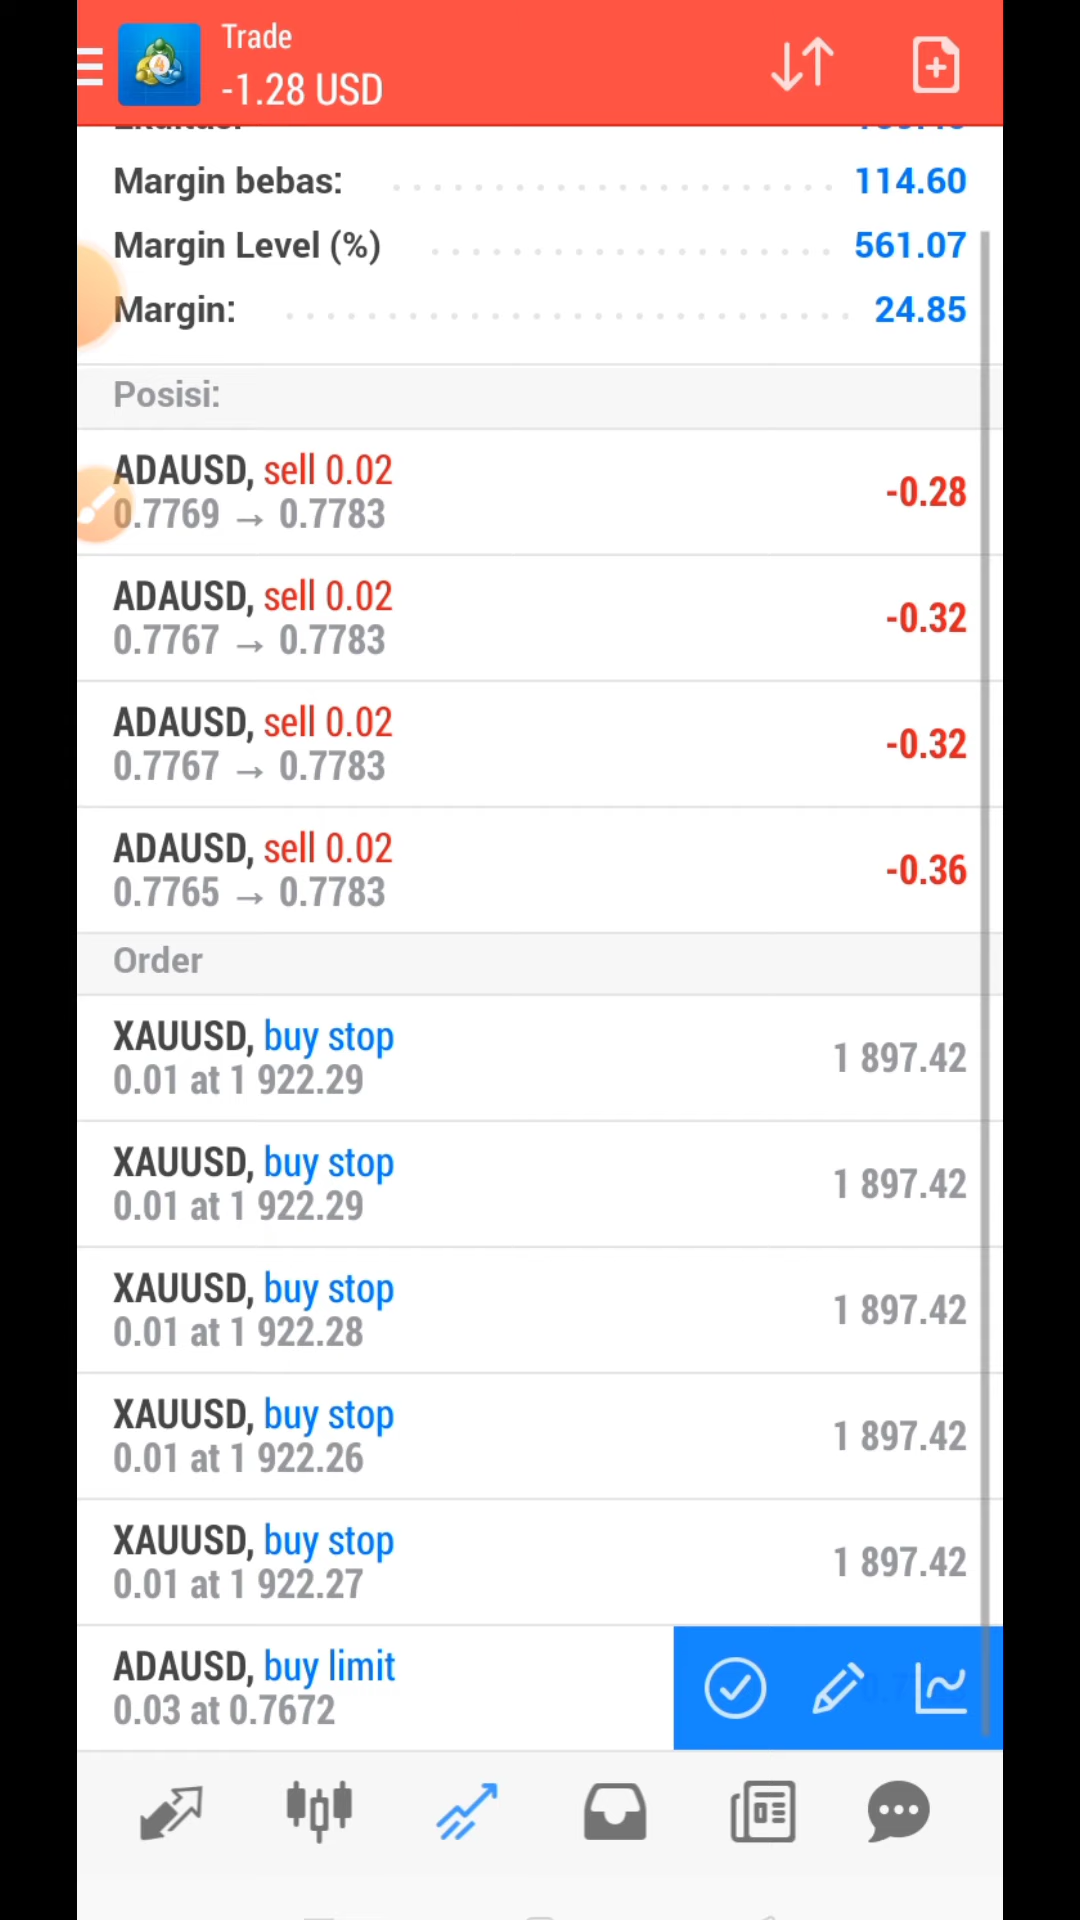 Trade
-1.28 USD
Margin bebas: 114.60
Margin Level (%) 561.07
Margin: 24.85
Posisi:
ADAUSD, sell 0.02
0.7769 → 0.7783
-0.28
ADAUSD, sell 0.02
0.7767 → 0.7783
-0.32
ADAUSD, sell 0.02
0.7767 → 0.7783
-0.32
ADAUSD, sell 0.02
0.7765 → 0.7783
-0.36
Order
XAUUSD, buy stop
0.01 at 1 922.29
1 897.42
XAUUSD, buy stop
0.01 at 1 922.29
1 897.42
XAUUSD, buy stop
0.01 at 1 922.28
1 897.42
XAUUSD, buy stop
0.01 at 1 922.26
1 897.42
XAUUSD, buy stop
0.01 at 1 922.27
1 897.42
ADAUSD, buy limit
0.03 at 0.7672